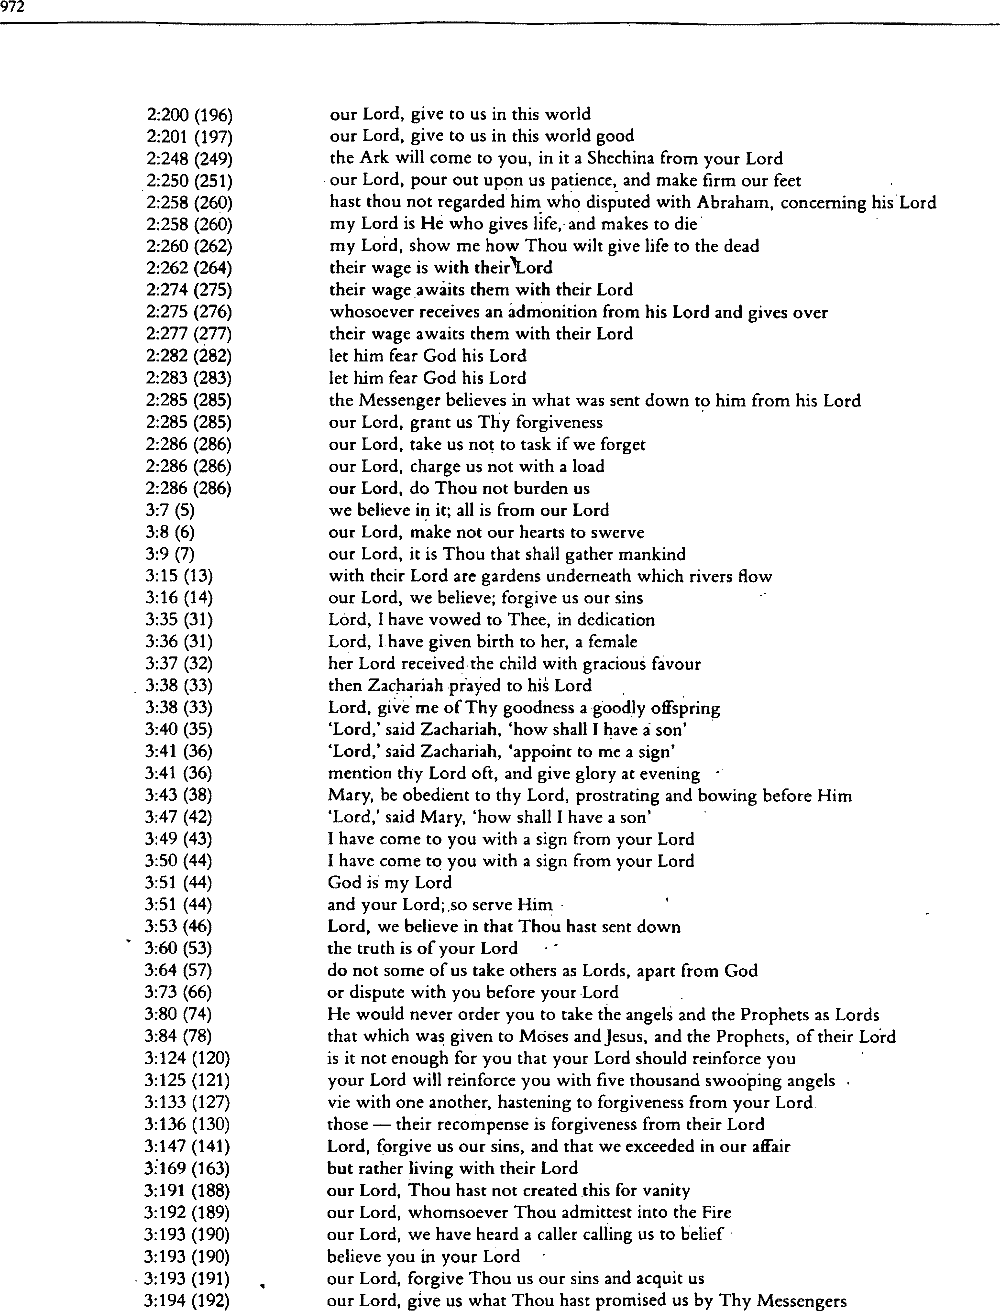 972
2:200 (196) our Lord, give to us in this world
2:201 (197) our Lord, give to us in this world good
2:248 (249) the Ark will come to you, in it a Shechina from your Lord
2:250 (251) our Lord, pour out upon us patience, and make firm our feet
2:258 (260) hast thou not regarded him who disputed with Abraham, concerning his Lord
2:258 (260) my Lord is He who gives life, and makes to die
2:260 (262) my Lord, show me how Thou wilt give life to the dead
2:262 (264) their wage is with their Lord
2:274 (275) their wage awaits them with their Lord
2:275 (276) whosoever receives an admonition from his Lord and gives over
2:277 (277) their wage awaits them with their Lord
2:282 (282) let him fear God his Lord
2:283 (283) let him fear God his Lord
2:285 (285) the Messenger believes in what was sent down to him from his Lord
2:285 (285) our Lord, grant us Thy forgiveness
2:286 (286) our Lord, take us not to task if we forget
2:286 (286) our Lord, charge us not with a load
2:286 (286) our Lord, do Thou not burden us
3:7 (5) we believe in it; all is from our Lord
3:8 (6) our Lord, make not our hearts to swerve
3:9 (7) our Lord, it is Thou that shall gather mankind
3:15 (13) with their Lord are gardens underneath which rivers flow
3:16 (14) our Lord, we believe; forgive us our sins
3:35 (31) Lord, I have vowed to Thee, in dedication
3:36 (31) Lord, I have given birth to her, a female
3:37 (32) her Lord received the child with gracious favour
3:38 (33) then Zachariah prayed to his Lord
3:38 (33) Lord, give me of Thy goodness a goodly offspring
3:40 (35) 'Lord,' said Zachariah, 'how shall I have a son'
3:41 (36) 'Lord,' said Zachariah, 'appoint to me a sign'
3:41 (36) mention thy Lord oft, and give glory at evening
3:43 (38) Mary, be obedient to thy Lord, prostrating and bowing before Him
3:47 (42) 'Lord,' said Mary, 'how shall I have a son'
3:49 (43) I have come to you with a sign from your Lord
3:50 (44) I have come to you with a sign from your Lord
3:51 (44) God is my Lord
3:51 (44) and your Lord; so serve Him
3:53 (46) Lord, we believe in that Thou hast sent down
3:60 (53) the truth is of your Lord
3:64 (57) do not some of us take others as Lords, apart from God
3:73 (66) or dispute with you before your Lord
3:80 (74) He would never order you to take the angels and the Prophets as Lords
3:84 (78) that which was given to Moses and Jesus, and the Prophets, of their Lord
3:124 (120) is it not enough for you that your Lord should reinforce you
3:125 (121) your Lord will reinforce you with five thousand swooping angels
3:133 (127) vie with one another, hastening to forgiveness from your Lord
3:136 (130) those — their recompense is forgiveness from their Lord
3:147 (141) Lord, forgive us our sins, and that we exceeded in our affair
3:169 (163) but rather living with their Lord
3:191 (188) our Lord, Thou hast not created this for vanity
3:192 (189) our Lord, whomsoever Thou admittest into the Fire
3:193 (190) our Lord, we have heard a caller calling us to belief
3:193 (190) believe you in your Lord
3:193 (191) our Lord, forgive Thou us our sins and acquit us
3:194 (192) our Lord, give us what Thou hast promised us by Thy Messengers